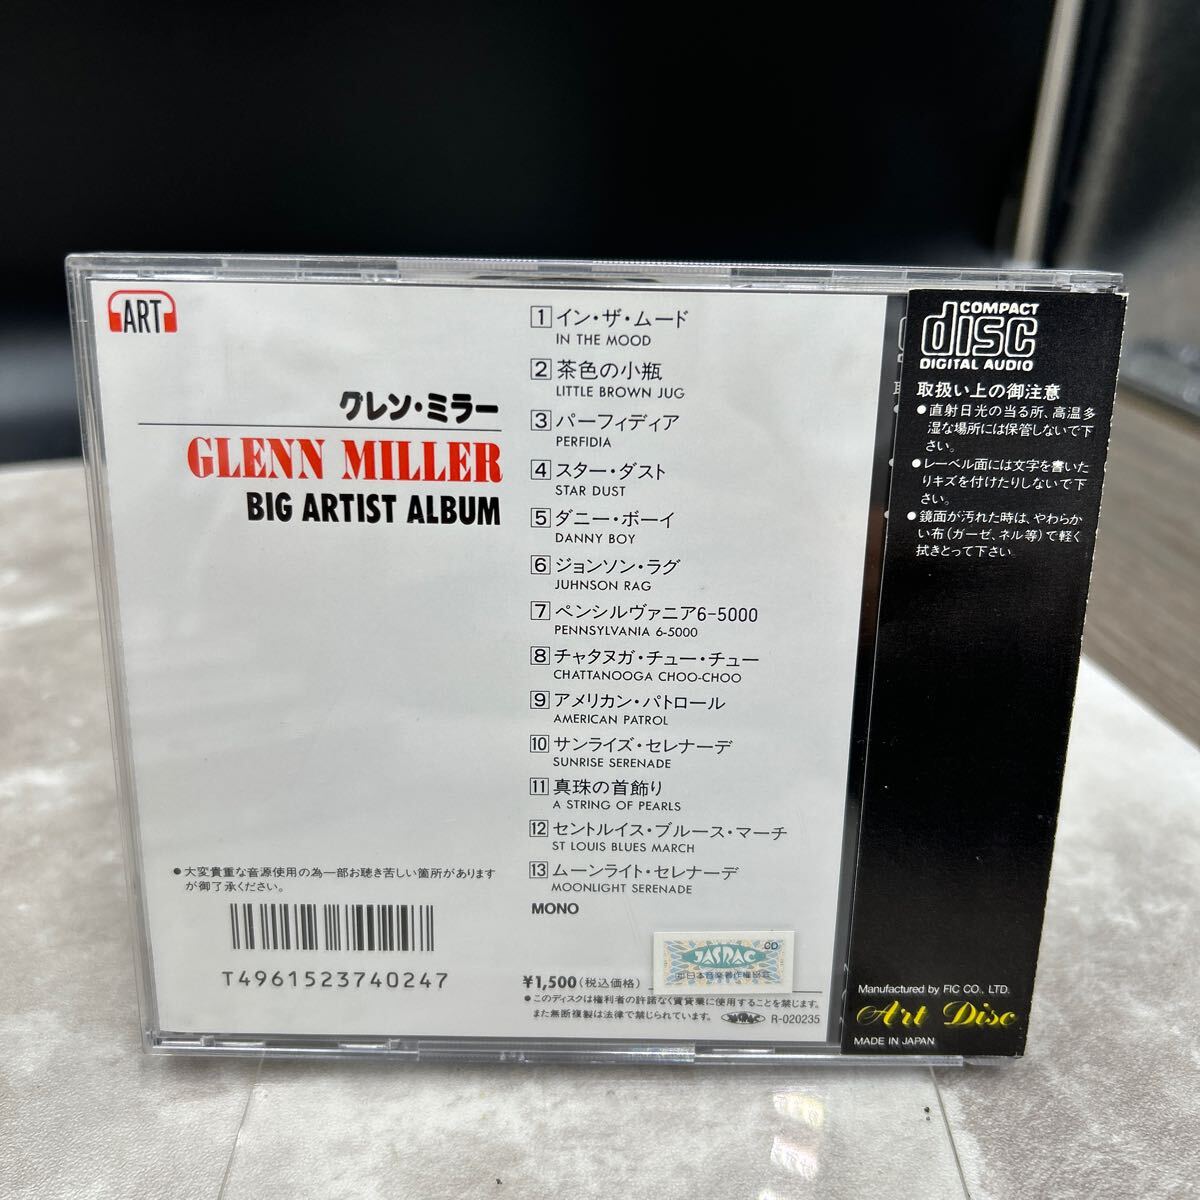 ART
グレン・ミラー
GLENN MILLER
BIG ARTIST ALBUM
1 イン・ザ・ムード
IN THE MOOD
2 茶色の小瓶
LITTLE BROWN JUG
3 パーフィディア
PERFIDIA
4 スター・ダスト
STAR DUST
5 ダニー・ボーイ
DANNY BOY
6 ジョンソン・ラグ
JUHNSON RAG
7 ペンシルヴァニア6-5000
PENNSYLVANIA 6-5000
8 チャタヌガ・チュー・チュー
CHATTANOOGA CHOO-CHOO
9 アメリカン・パトロール
AMERICAN PATROL
10 サンライズ・セレナーデ
SUNRISE SERENADE
11 真珠の首飾り
A STRING OF PEARLS
12 セントルイス・ブルース・マーチ
ST LOUIS BLUES MARCH
13 ムーンライト・セレナーデ
MOONLIGHT SERENADE
MONO
●大変貴重な音源使用の為一部お聴き苦しい箇所があります
が御了承ください。
T4961523740247
CD
JASRAC
日本音楽著作権協会
¥1,500(税込価格)
●このディスクは権利者の許諾なく賃貸業に使用することを禁じます。
また無断複製は法律で禁じられています。
R-020235
COMPACT
disc
DIGITAL AUDIO
取扱い上の御注意
●直射日光の当る所、高温多
湿な場所には保管しないで下
さい。
●レーベル面には文字を書いた
りキズを付けたりしないで下
さい。
●鏡面が汚れた時は、やわらか
い布(ガーゼ、ネル等)で軽く
拭きとって下さい
Manufactured by FIC CO., LTD.
Art Disc
MADE IN JAPAN